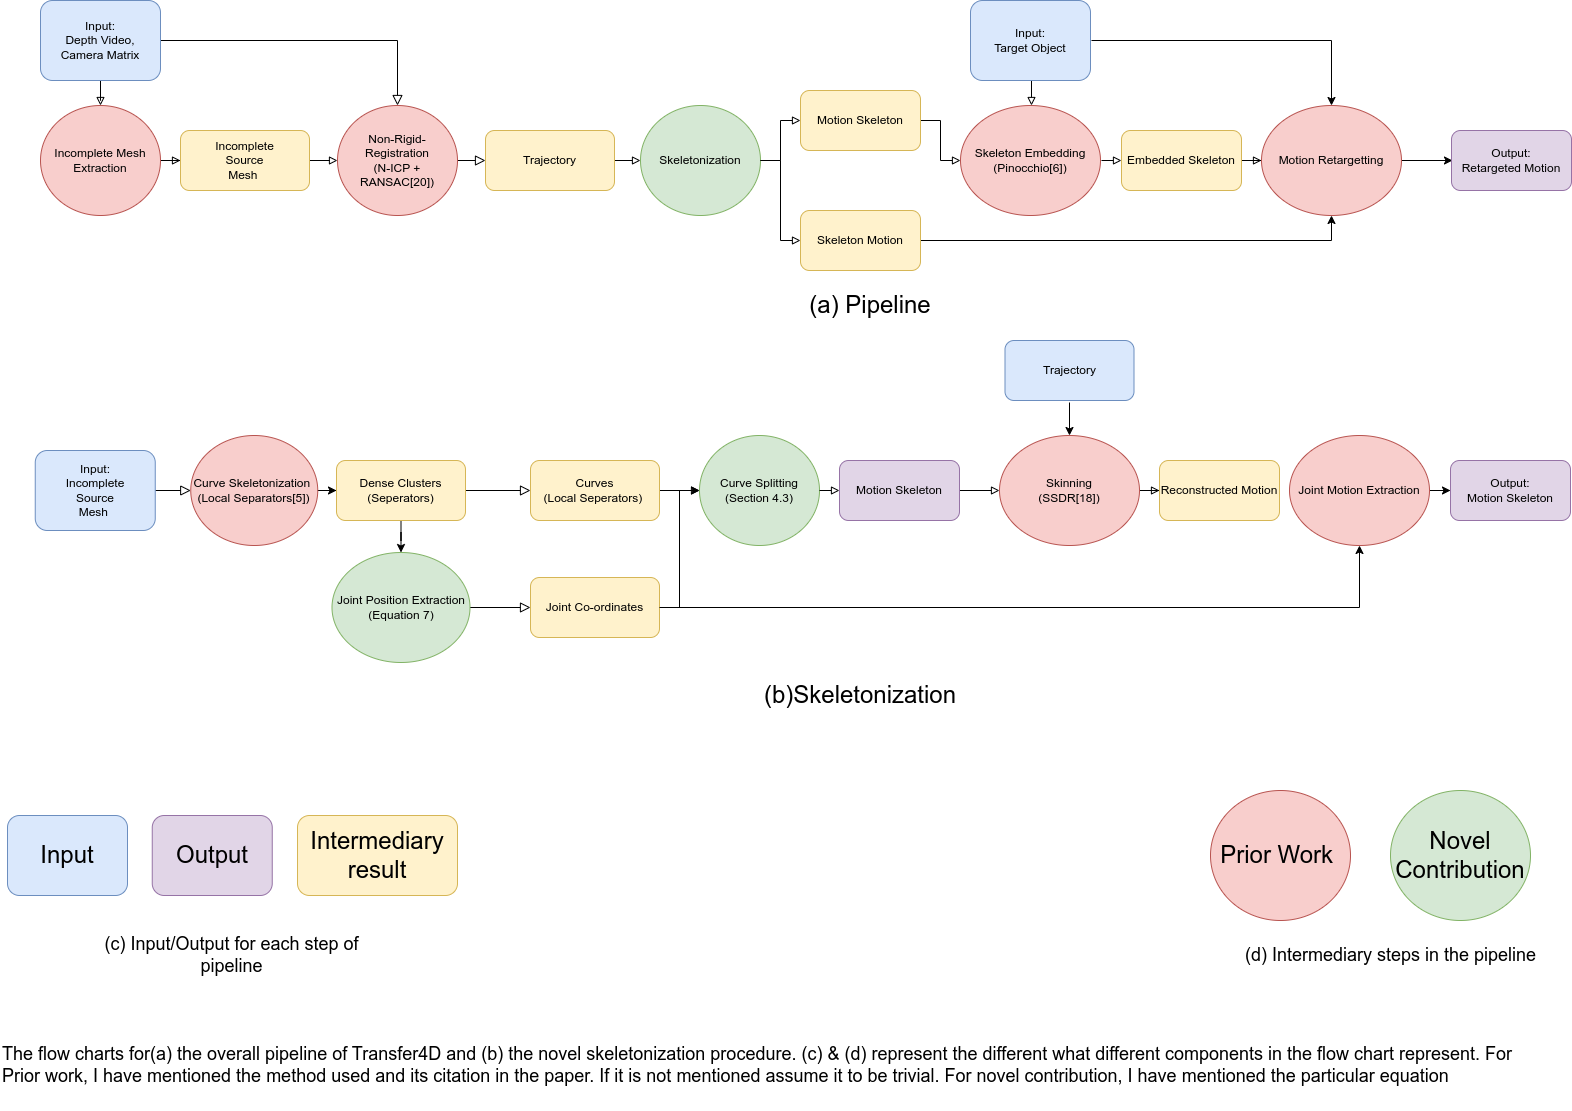 Input:
Depth Video,
Camera Matrix
Input:
Target Object
Incomplete Mesh
Extraction
Incomplete
Source
Mesh
Non-Rigid-
Registration
(N-ICP +
RANSAC[20])
Trajectory
Skeletonization
Motion Skeleton
Skeleton Motion
Skeleton Embedding
(Pinocchio[6])
Embedded Skeleton
Motion Retargetting
Output:
Retargeted Motion
(a) Pipeline
Trajectory
Input:
Incomplete
Source
Mesh
Curve Skeletonization
(Local Separators[5])
Dense Clusters
(Seperators)
Curves
(Local Seperators)
Curve Splitting
(Section 4.3)
Motion Skeleton
Skinning
(SSDR[18])
Reconstructed Motion
Joint Motion Extraction
Output:
Motion Skeleton
Joint Position Extraction
(Equation 7)
Joint Co-ordinates
(b)Skeletonization
Input
Output
Intermediary
result
Prior Work
Novel
Contribution
(c) Input/Output for each step of
pipeline
(d) Intermediary steps in the pipeline
The flow charts for(a) the overall pipeline of Transfer4D and (b) the novel skeletonization procedure. (c) & (d) represent the different what different components in the flow chart represent. For
Prior work, I have mentioned the method used and its citation in the paper. If it is not mentioned assume it to be trivial. For novel contribution, I have mentioned the particular equation